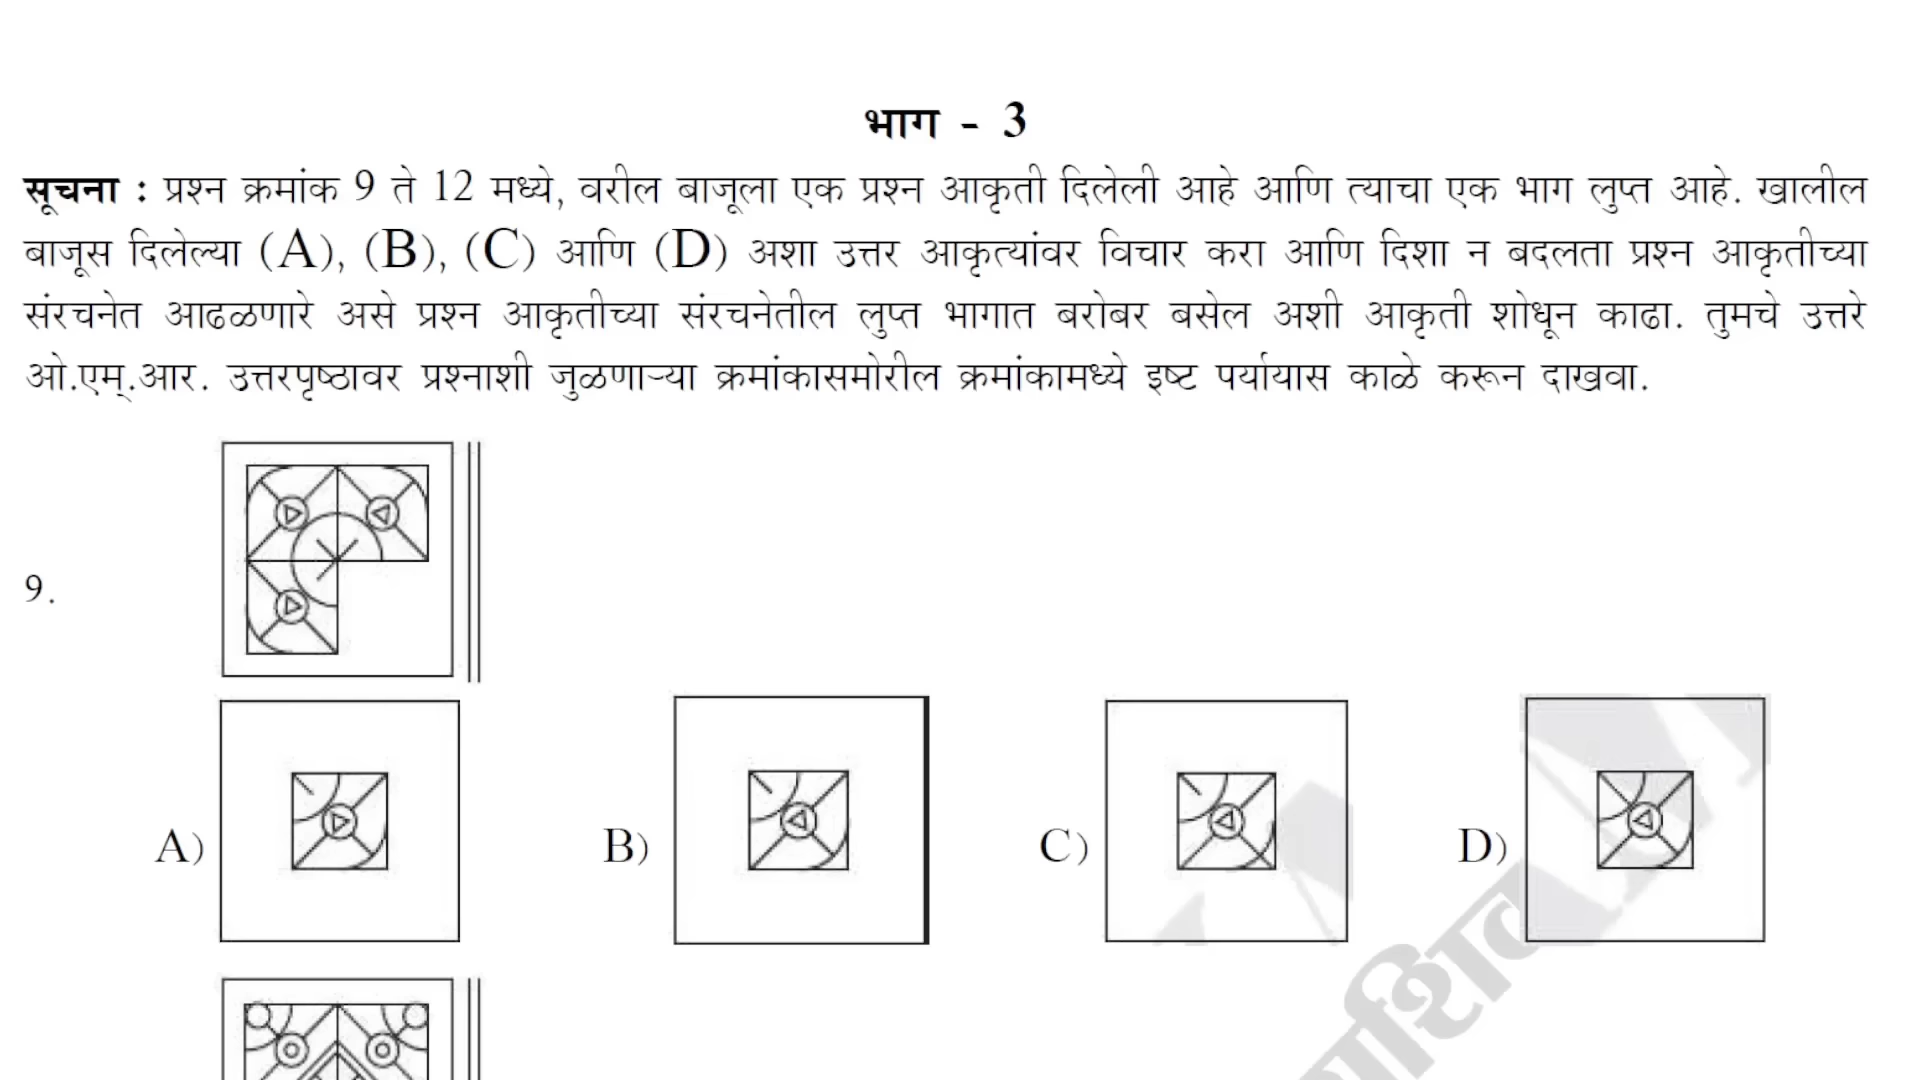 भाग - 3
सूचना : प्रश्न क्रमांक 9 ते 12 मध्ये, वरील बाजूला एक प्रश्न आकृती दिलेली आहे आणि त्याचा एक भाग लुप्त आहे. खालील
बाजूस दिलेल्या (A), (B), (C) आणि (D) अशा उत्तर आकृत्यांवर विचार करा आणि दिशा न बदलता प्रश्न आकृतीच्या
संरचनेत आढळणारे असे प्रश्न आकृतीच्या संरचनेतील लुप्त भागात बरोबर बसेल अशी आकृती शोधून काढा. तुमचे उत्तरे
ओ.एम्.आर. उत्तरपृष्ठावर प्रश्नाशी जुळणाऱ्या क्रमांकासमोरील क्रमांकामध्ये इष्ट पर्यायास काळे करून दाखवा.
9.
A) B) C) D)